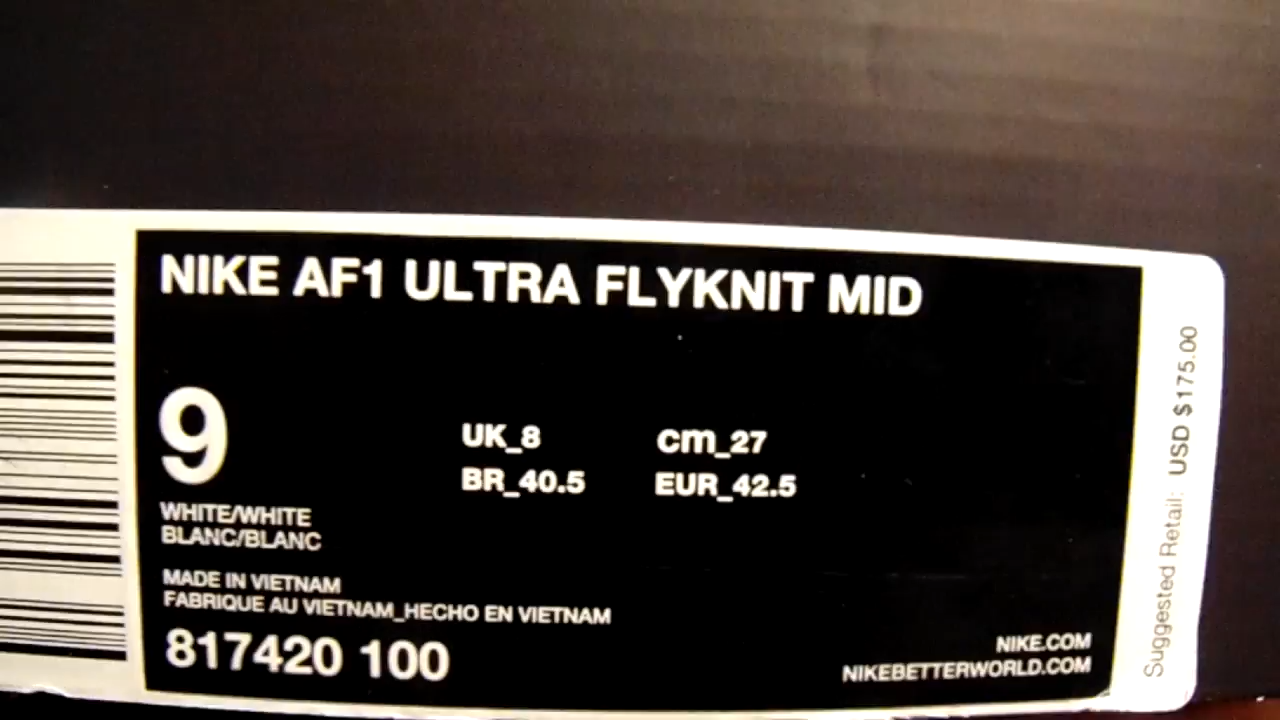 NIKE AF1 ULTRA FLYKNIT MID
9
UK_8
cm_27
BR_40.5
EUR_42.5
WHITE/WHITE
BLANC/BLANC
MADE IN VIETNAM
FABRIQUE AU VIETNAM_HECHO EN VIETNAM
817420 100
NIKE.COM
NIKEBETTERWORLD.COM
Suggested Retail: USD $175.00